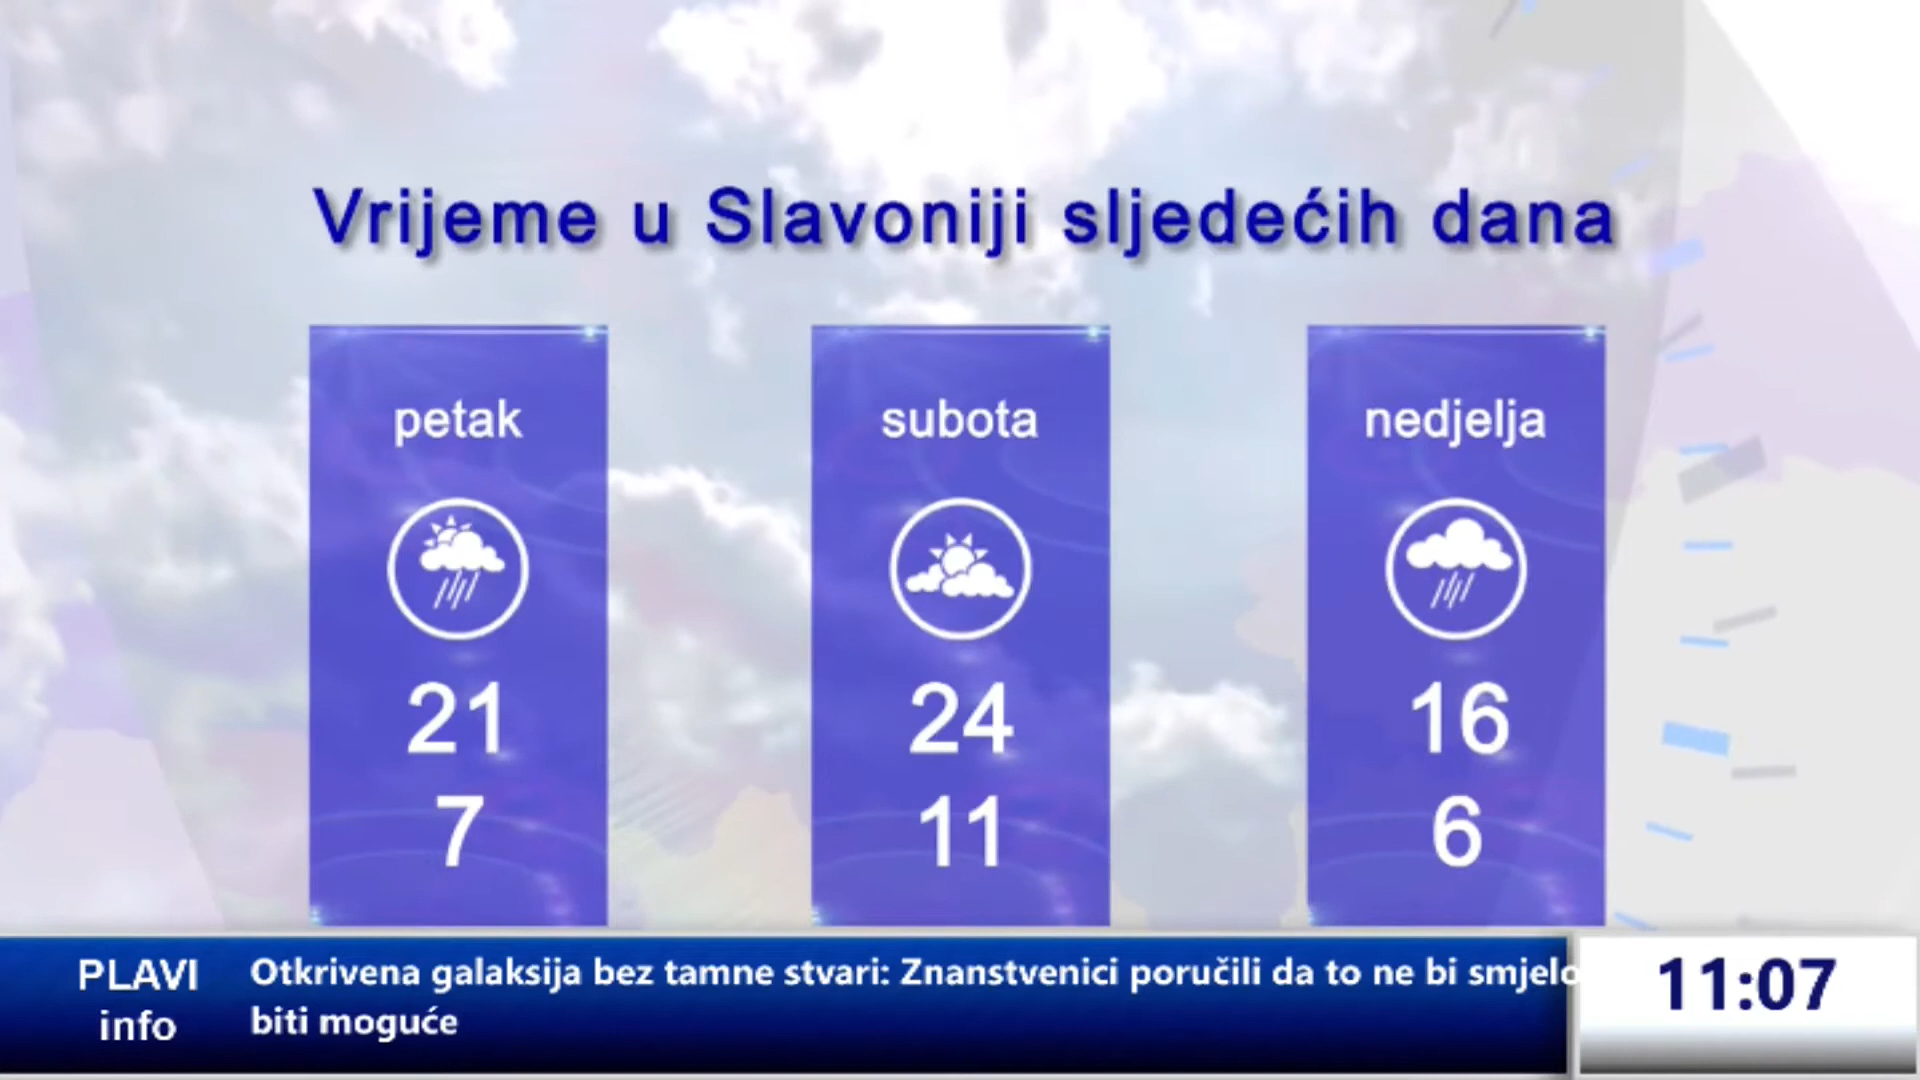 Vrijeme u Slavoniji sljedećih dana
petak
21
7
subota
24
11
nedjelja
16
6
PLAVI
info
Otkrivena galaksija bez tamne stvari: Znanstvenici poručili da to ne bi smjelo
biti moguće
11:07